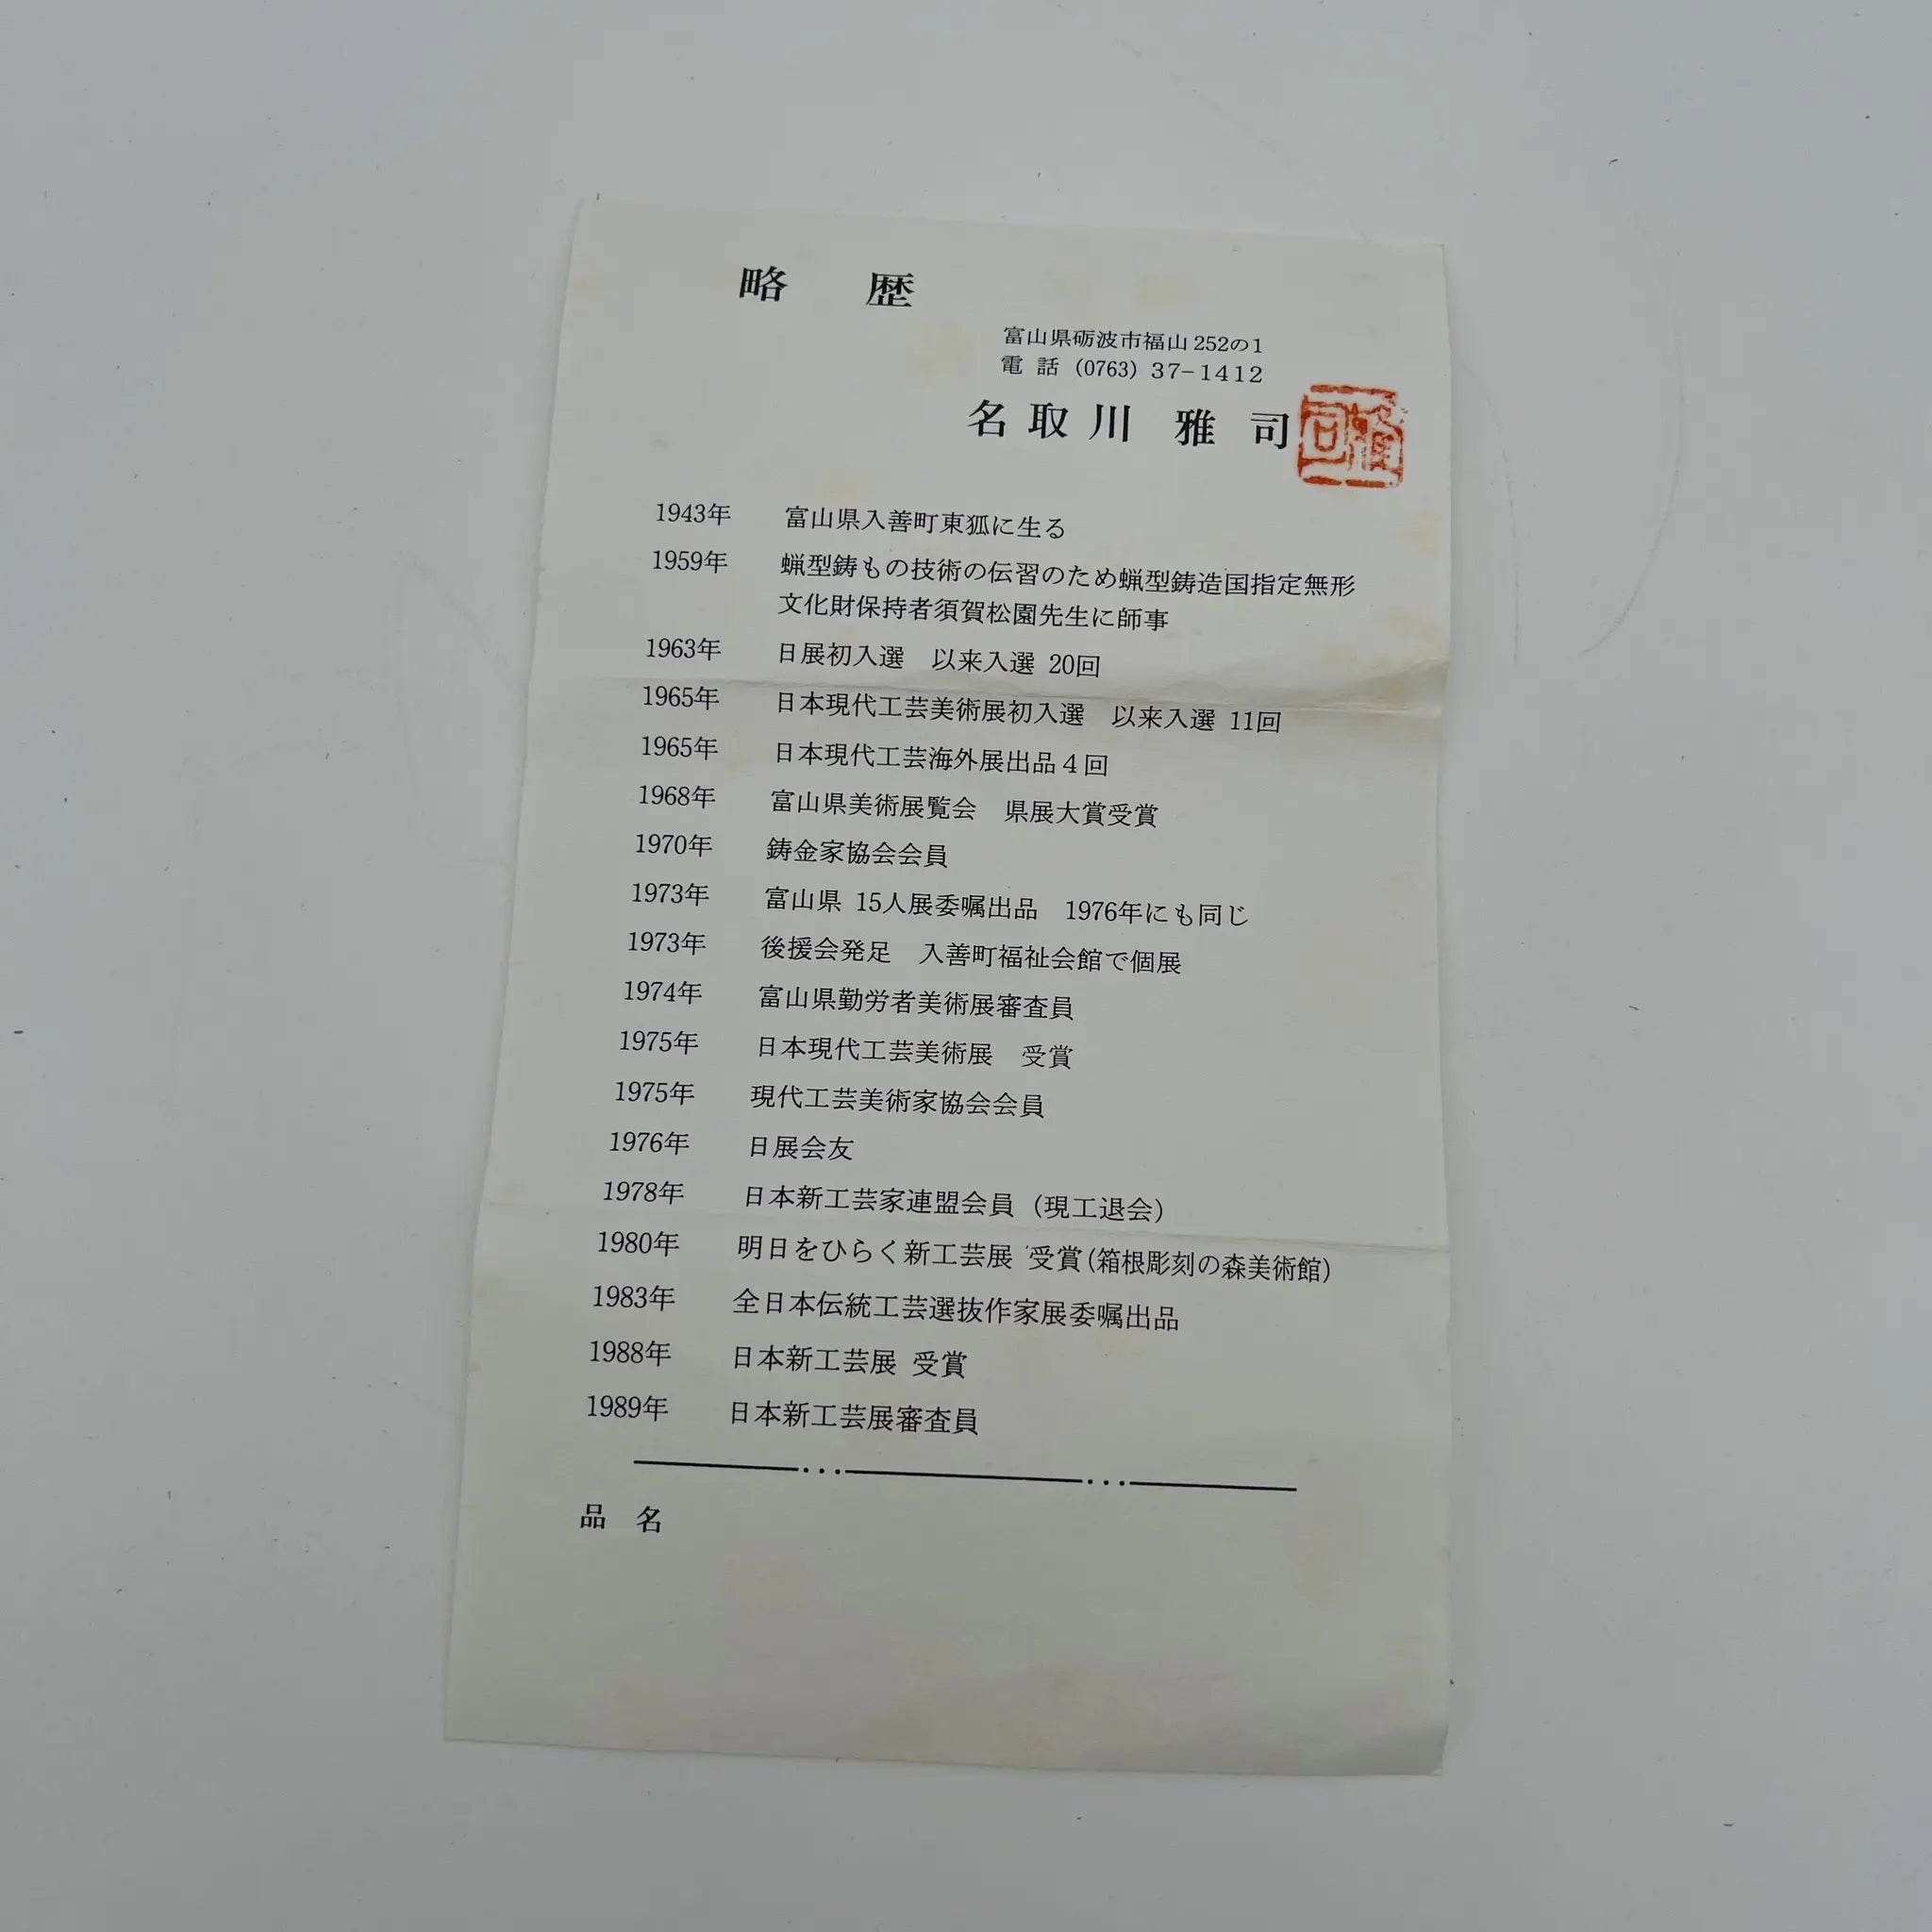 略 歴
富山県砺波市福山252の1
電 話 (0763) 37-1412
名取川 雅 司
1943年 富山県入善町東狐に生る
1959年 蝋型鋳もの技術の伝習のため蝋型鋳造国指定無形
文化財保持者須賀松園先生に師事
1963年 日展初入選 以来入選 20回
1965年 日本現代工芸美術展初入選 以来入選 11回
1965年 日本現代工芸海外展出品4回
1968年 富山県美術展覧会 県展大賞受賞
1970年 鋳金家協会会員
1973年 富山県 15人展委嘱出品 1976年にも同じ
1973年 後援会発足 入善町福祉会館で個展
1974年 富山県勤労者美術展審査員
1975年 日本現代工芸美術展 受賞
1975年 現代工芸美術家協会会員
1976年 日展会友
1978年 日本新工芸家連盟会員 (現工退会)
1980年 明日をひらく新工芸展 受賞(箱根彫刻の森美術館)
1983年 全日本伝統工芸選抜作家展委嘱出品
1988年 日本新工芸展 受賞
1989年 日本新工芸展審査員
品 名